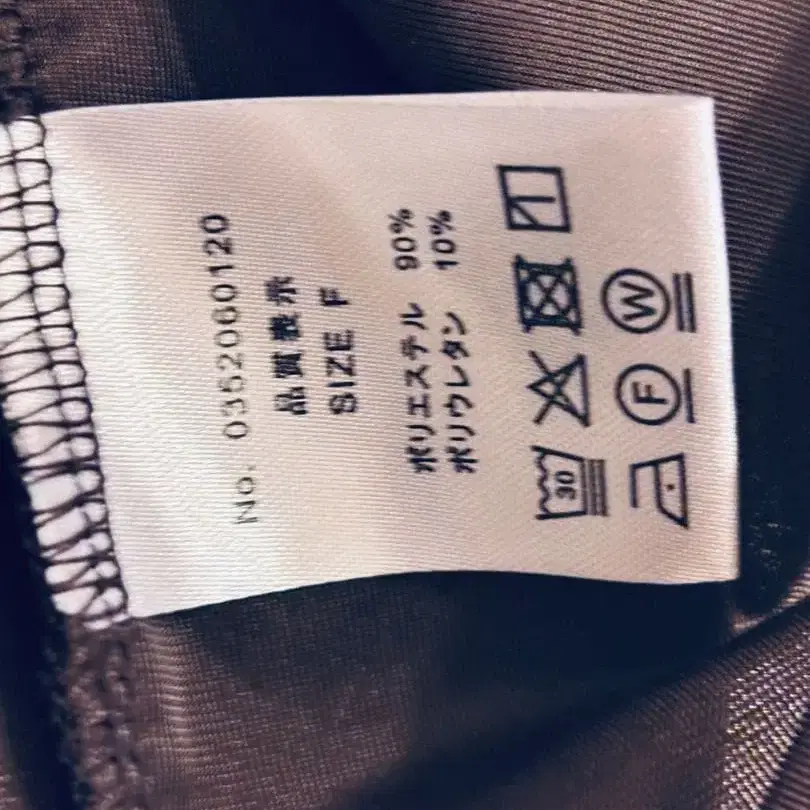 No. 0352060120
品質表示
SIZE F
ポリエステル 90%
ポリウレタン 10%
30
F W